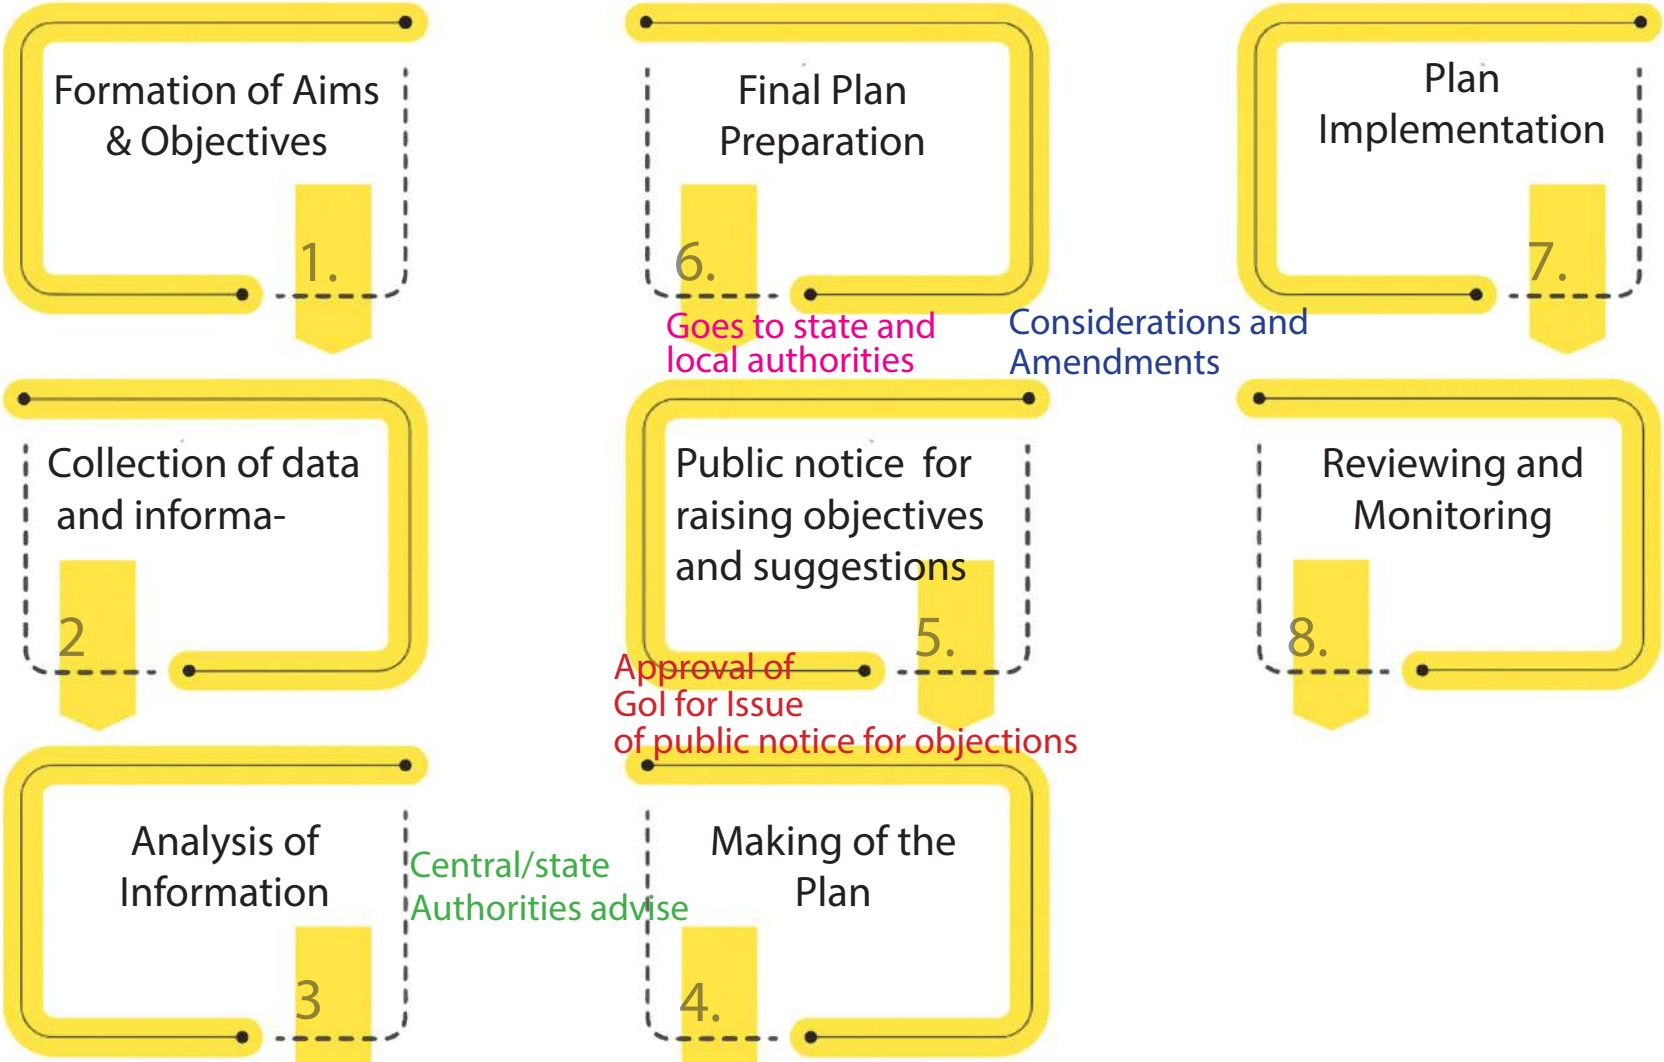 Formation of Aims
& Objectives
1.
Collection of data
and informa-
2
Analysis of
Information
3
Central/state
Authorities advise
Making of the
Plan
4.
Approval of
GoI for Issue
of public notice for objections
Public notice for
raising objectives
and suggestions
5.
Goes to state and
local authorities
Final Plan
Preparation
6.
Considerations and
Amendments
Plan
Implementation
7.
Reviewing and
Monitoring
8.